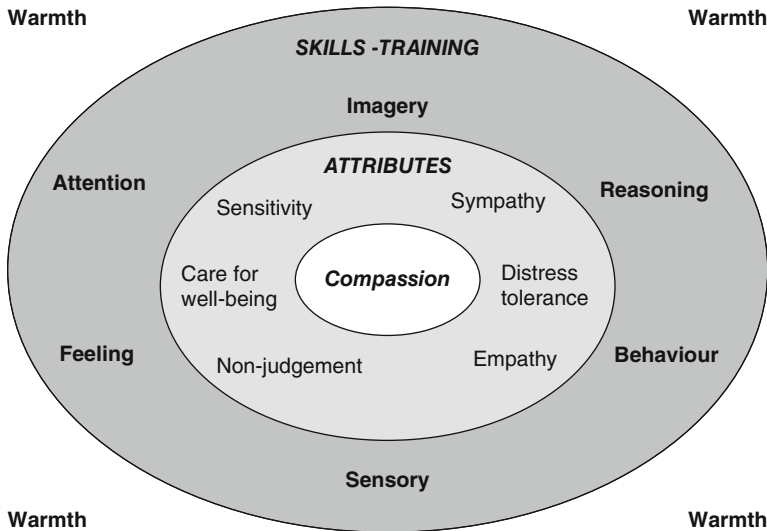 Warmth
Warmth
SKILLS -TRAINING
Imagery
ATTRIBUTES
Attention
Reasoning
Sensitivity
Sympathy
Care for
well-being
Compassion
Distress
tolerance
Feeling
Non-judgement
Empathy
Behaviour
Sensory
Warmth
Warmth